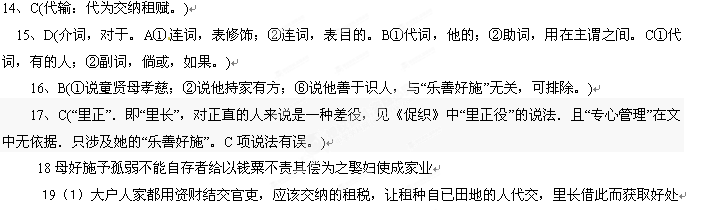 14、C(代输：代为交纳租赋。)
15、D(介词，对于。A①连词，表修饰；②连词，表目的。B①代词，他的；②助词，用在主谓之间。C①代
词，有的人；②副词，倘或，如果。)
16、B(①说童贤母孝慈；②说他持家有方；⑥说他善于识人，与“乐善好施”无关，可排除。)
17、C(“里正”．即“里长”，对正真的人来说是一种差役，见《促织》中“里正役”的说法．且“专心管理”在文
中无依据．只涉及她的“乐善好施”。C 项说法有误。)
18 母好施予孤弱不能自存者给以钱粟不责其偿为之娶妇使成家业
19（1）大户人家都用资财结交官吏，应该交纳的租税，让租种自已田地的人代交，里长借此而获取好处